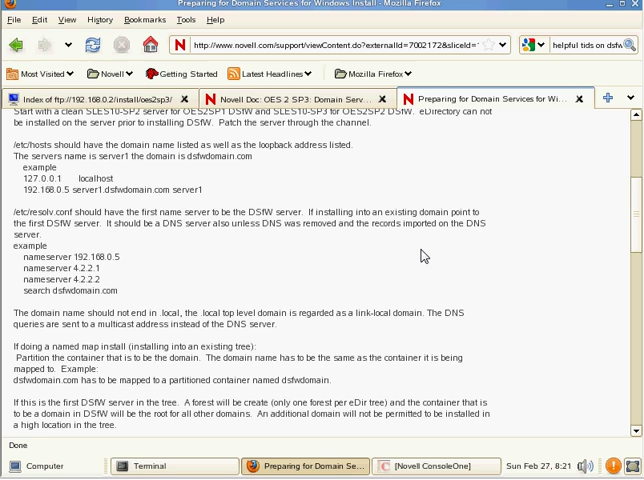 Preparing for Domain Services for Windows Install - Mozilla Firefox
File Edit View History Bookmarks Tools Help
http://www.novell.com/support/viewContent.do?externalId=7002172&sliceId=
helpful tids on dsfw
Most Visited Novell Getting Started Latest Headlines Mozilla Firefox
Index of ftp://192.168.0.2/install/oes2sp3/ Novell Doc: OES 2 SP3: Domain Serv... Preparing for Domain Services for Wi...
Start with a clean SLES10-SP2 server for OES2SP1 DSfW and SLES10-SP3 for OES2SP2 DSfW. eDirectory can not
be installed on the server prior to installing DSfW. Patch the server through the channel.
/etc/hosts should have the domain name listed as well as the loopback address listed.
The servers name is server1 the domain is dsfwdomain.com
example
127.0.0.1 localhost
192.168.0.5 server1.dsfwdomain.com server1
/etc/resolv.conf should have the first name server to be the DSfW server. If installing into an existing domain point to
the first DSfW server. It should be a DNS server also unless DNS was removed and the records imported on the DNS
server.
example
nameserver 192.168.0.5
nameserver 4.2.2.1
nameserver 4.2.2.2
search dsfwdomain.com
The domain name should not end in .local, the .local top level domain is regarded as a link-local domain. The DNS
queries are sent to a multicast address instead of the DNS server.
If doing a named map install (installing into an existing tree):
Partition the container that is to be the domain. The domain name has to be the same as the container it is being
mapped to. Example:
dsfwdomain.com has to be mapped to a partitioned container named dsfwdomain.
If this is the first DSfW server in the tree. A forest will be create (only one forest per eDir tree) and the container that is
to be a domain in DSfW will be the root for all other domains. An additional domain will not be permitted to be installed in
a high location in the tree.
Done
Computer Terminal Preparing for Domain Se... [Novell ConsoleOne] Sun Feb 27, 8:21